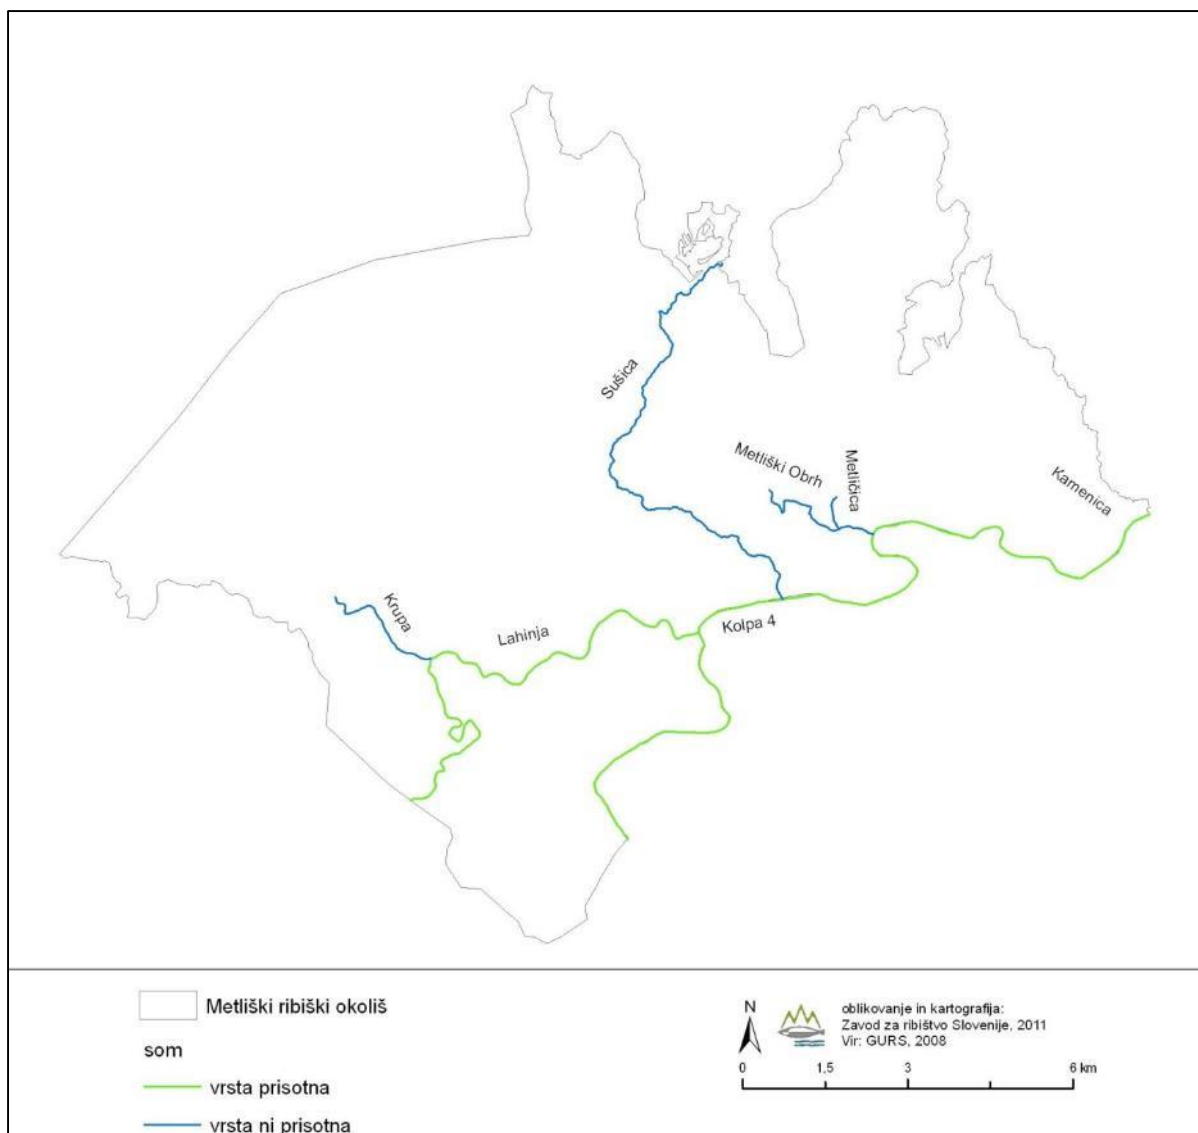 Sušica
Metliški Obrh
Metličica
Kamenica
Krupa
Lahinja
Kolpa 4
Metliški ribiški okoliš
som
vrsta prisotna
vrsta ni prisotna
N
oblikovanje in kartografija:
Zavod za ribištvo Slovenije, 2011
Vir: GURS, 2008
0 1,5 3 6 km